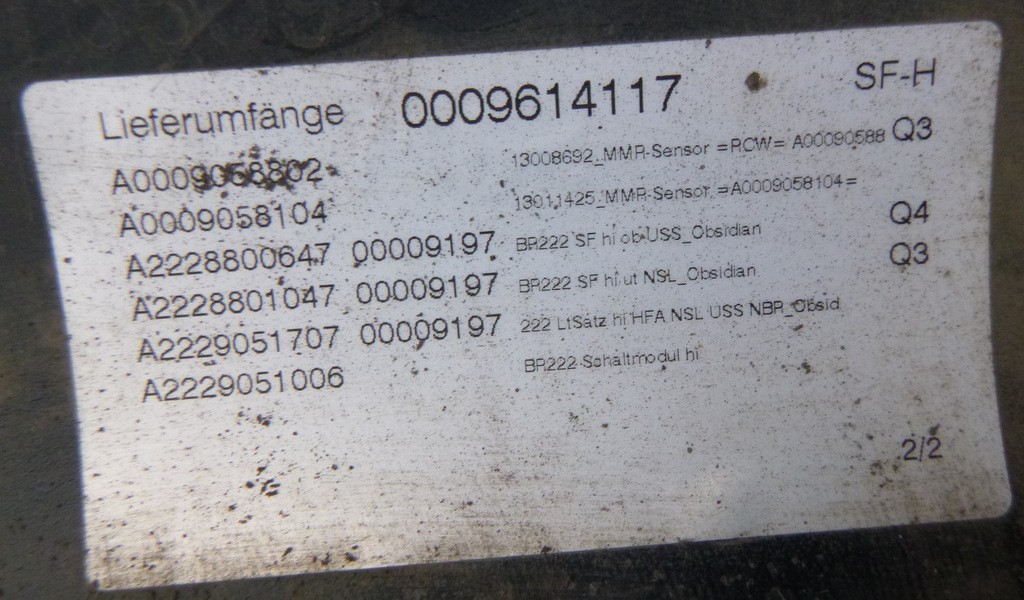 Lieferumfänge 0009614117 SF-H
A0009058802 13008692_MMR-Sensor =RCW= A00090588 Q3
A0009058104 13011425_MMR-Sensor =A0009058104=
A2228800647 00009197 BR222 SF hi ob USS_Obsidian Q4
A2228801047 00009197 BR222 SF hi ut NSL_Obsidian Q3
A2229051707 00009197 222 LtSatz hi HFA NSL USS NBR_Obsid
A2229051006 BR222 Schaltmodul hi
2/2